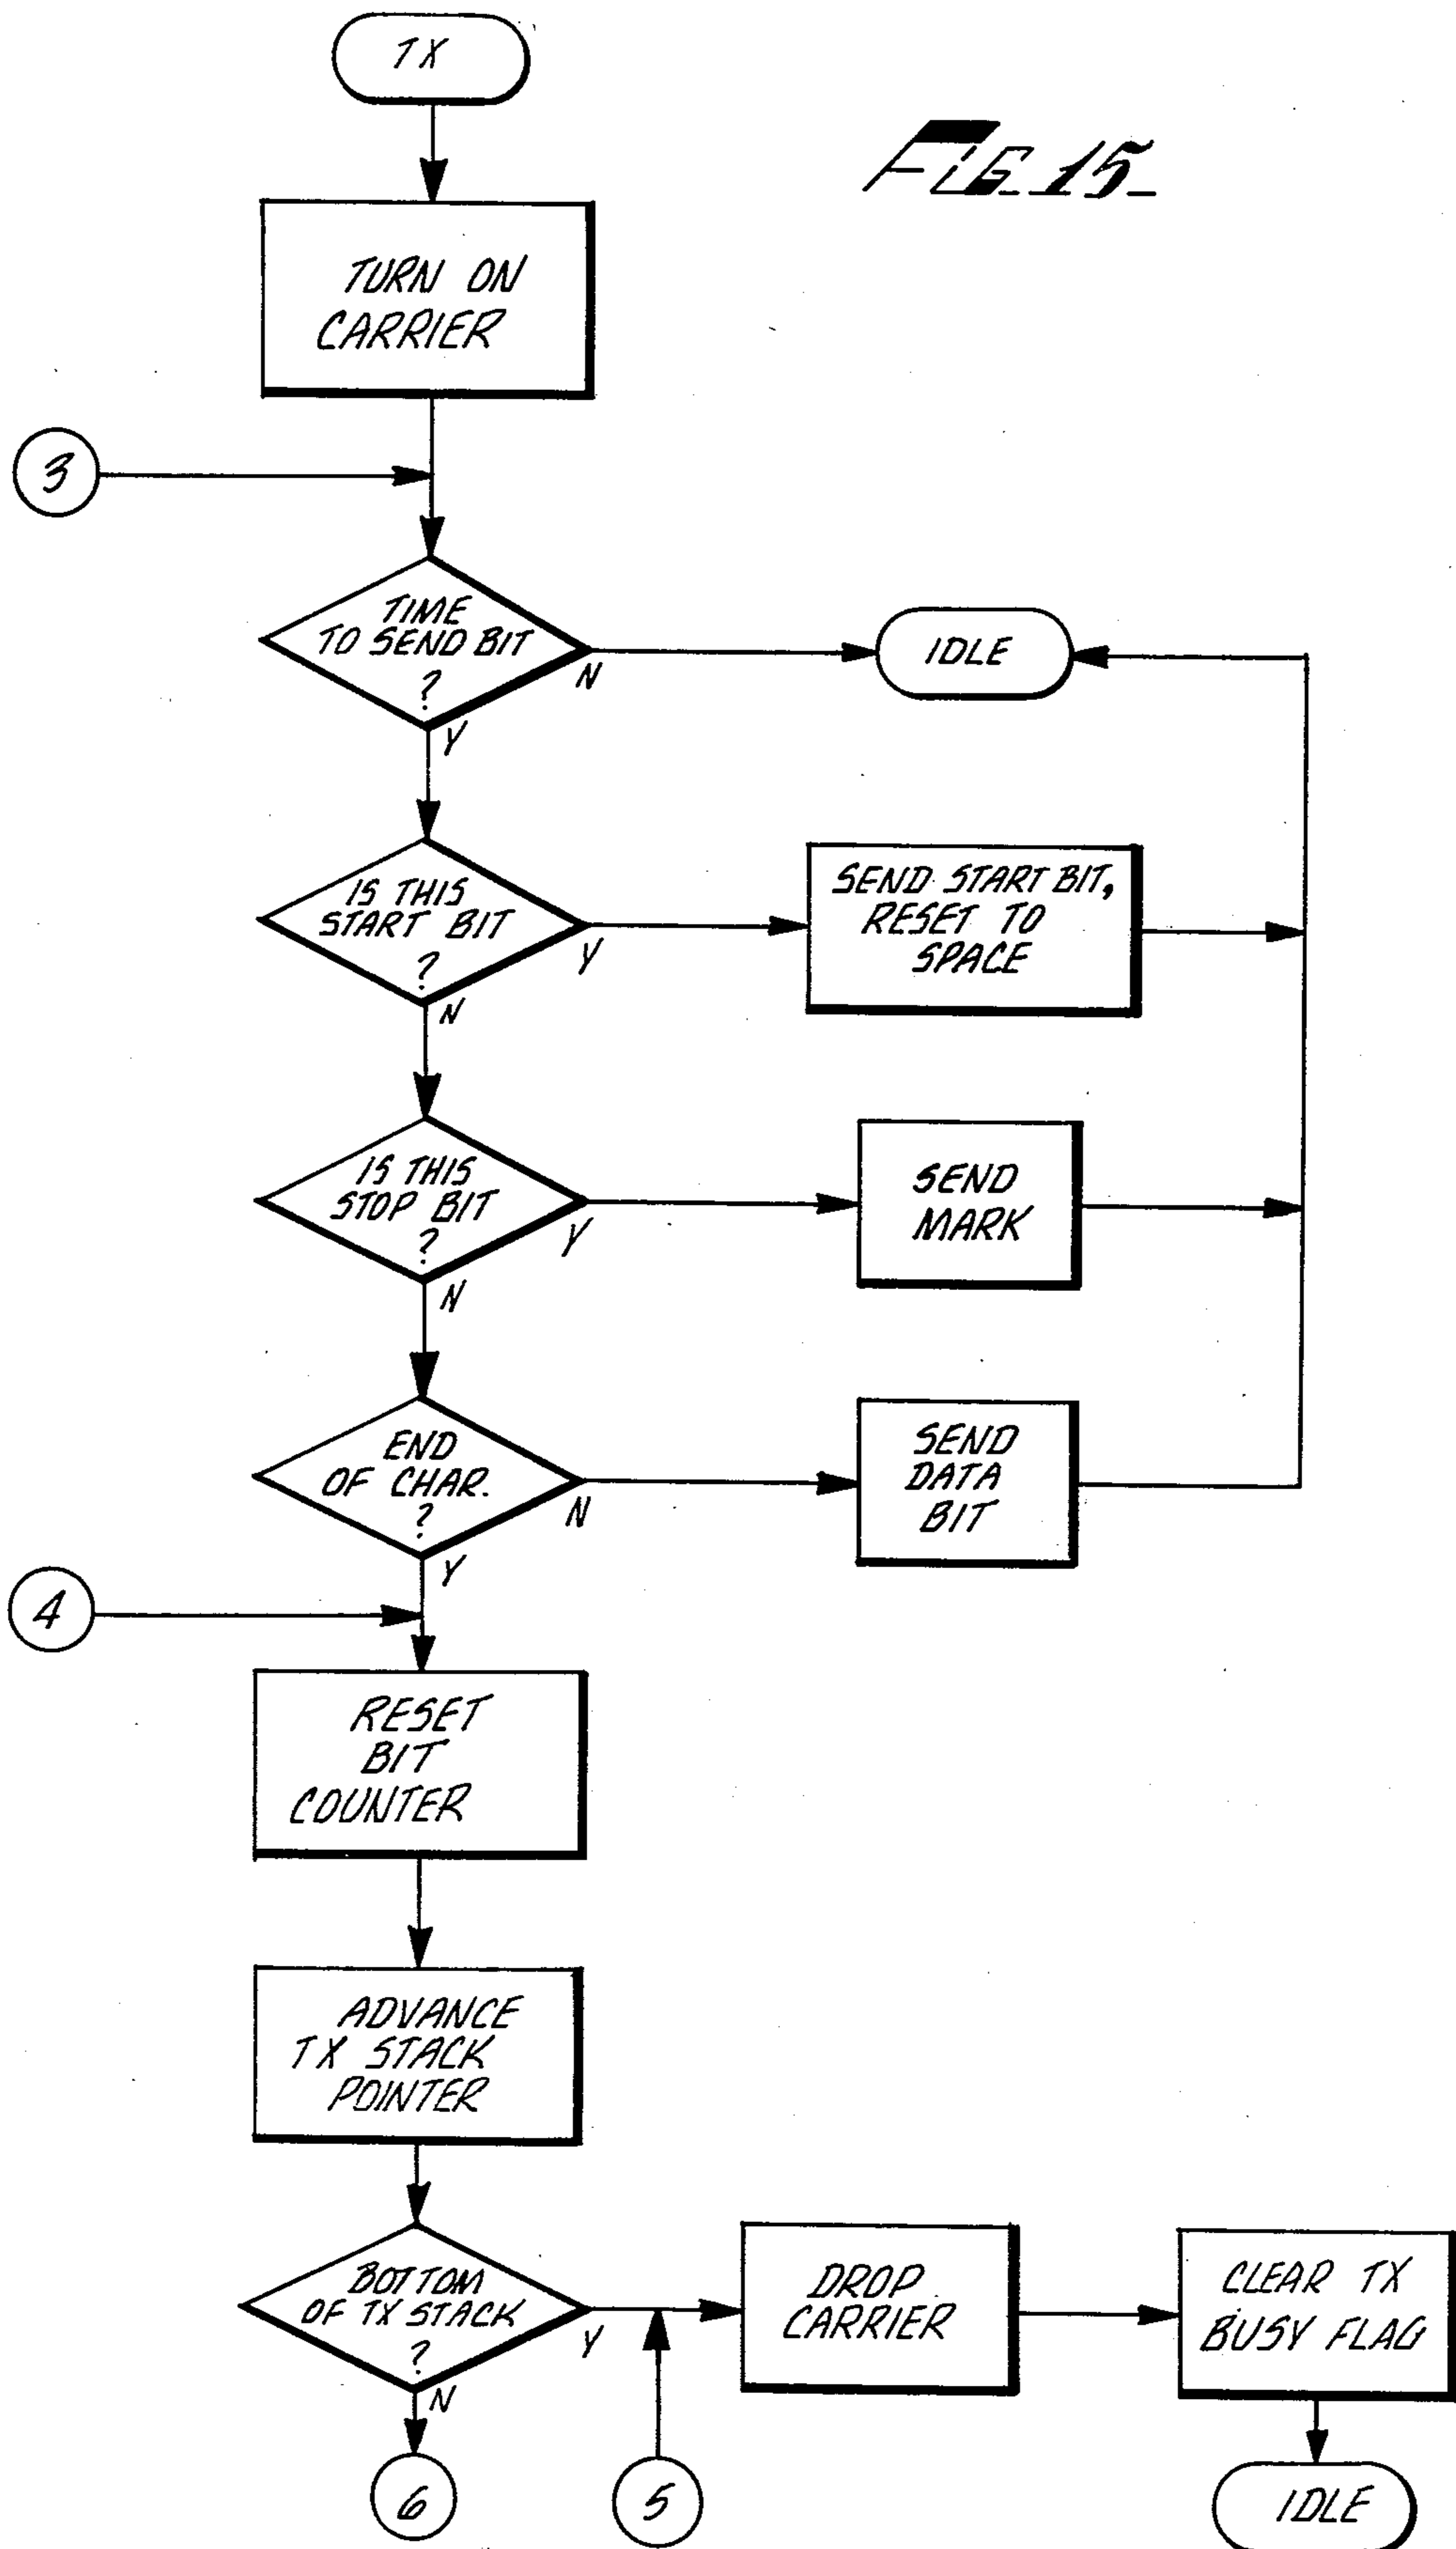 TX
FIG. 15
TURN ON
CARRIER
3
TIME
TO SEND BIT
?
N
Y
IDLE
IS THIS
START BIT
?
Y
N
SEND START BIT,
RESET TO
SPACE
IS THIS
STOP BIT
?
Y
N
SEND
MARK
END
OF CHAR.
?
N
Y
SEND
DATA
BIT
4
RESET
BIT
COUNTER
ADVANCE
TX STACK
POINTER
BOTTOM
OF TX STACK
?
Y
N
DROP
CARRIER
CLEAR TX
BUSY FLAG
6
5
IDLE